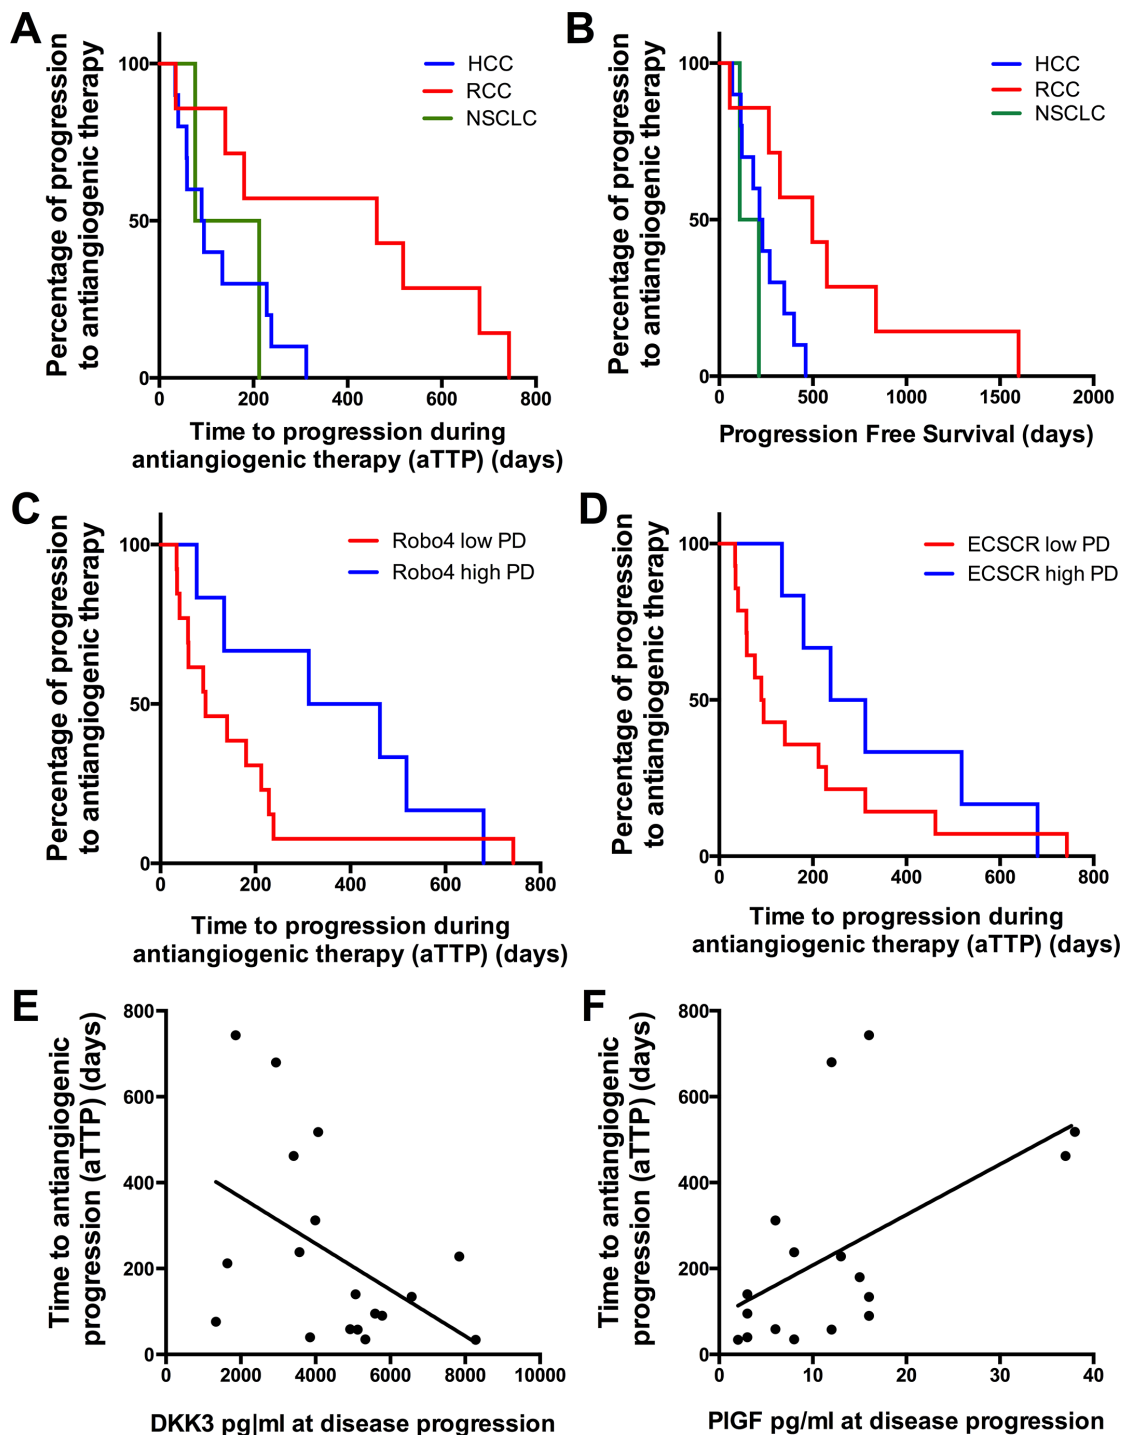 A
Percentage of progression
to antiangiogenic therapy
100
50
0
HCC
RCC
NSCLC
0 200 400 600 800
Time to progression during
antiangiogenic therapy (aTTP) (days)
B
Percentage of progression
to antiangiogenic therapy
100
50
0
HCC
RCC
NSCLC
0 500 1000 1500 2000
Progression Free Survival (days)
C
Percentage of progression
to antiangiogenic therapy
100
50
0
Robo4 low PD
Robo4 high PD
0 200 400 600 800
Time to progression during
antiangiogenic therapy (aTTP) (days)
D
Percentage of progression
to antiangiogenic therapy
100
50
0
ECSCR low PD
ECSCR high PD
0 200 400 600 800
Time to progression during
antiangiogenic therapy (aTTP) (days)
E
Time to antiangiogenic
progression (aTTP) (days)
800
600
400
200
0
0 2000 4000 6000 8000 10000
DKK3 pg|ml at disease progression
F
Time to antiangiogenic
progression (aTTP) (days)
800
600
400
200
0
0 10 20 30 40
PlGF pg/ml at disease progression